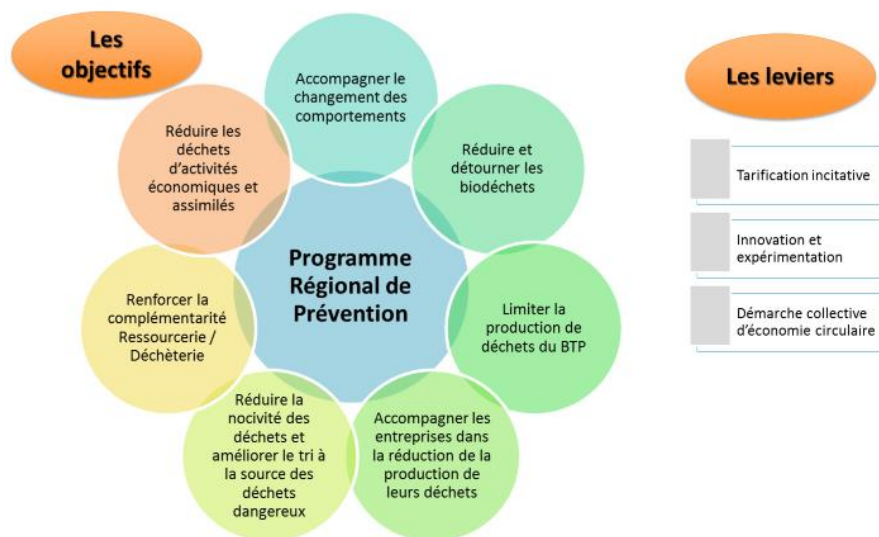 Les
objectifs
Accompagner le
changement des
comportements
Réduire et
détourner les
biodéchets
Limiter la
production de
déchets du BTP
Accompagner les
entreprises dans
la réduction de la
production de
leurs déchets
Réduire la
nocivité des
déchets et
améliorer le tri à
la source des
déchets
dangereux
Renforcer la
complémentarité
Ressourcerie /
Déchèterie
Réduire les
déchets
d'activités
économiques et
assimilés
Programme
Régional de
Prévention
Les leviers
Tarification incitative
Innovation et
expérimentation
Démarche collective
d'économie circulaire